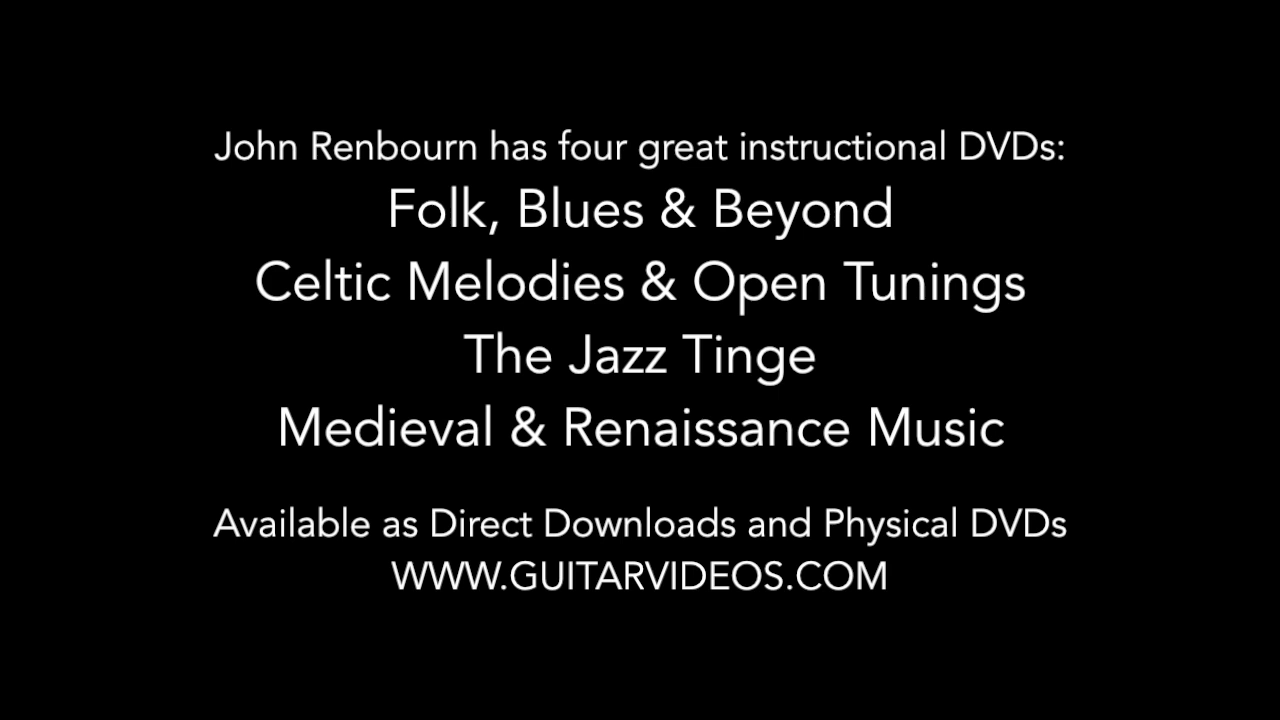 John Renbourn has four great instructional DVDs:
Folk, Blues & Beyond
Celtic Melodies & Open Tunings
The Jazz Tinge
Medieval & Renaissance Music
Available as Direct Downloads and Physical DVDs
WWW.GUITARVIDEOS.COM